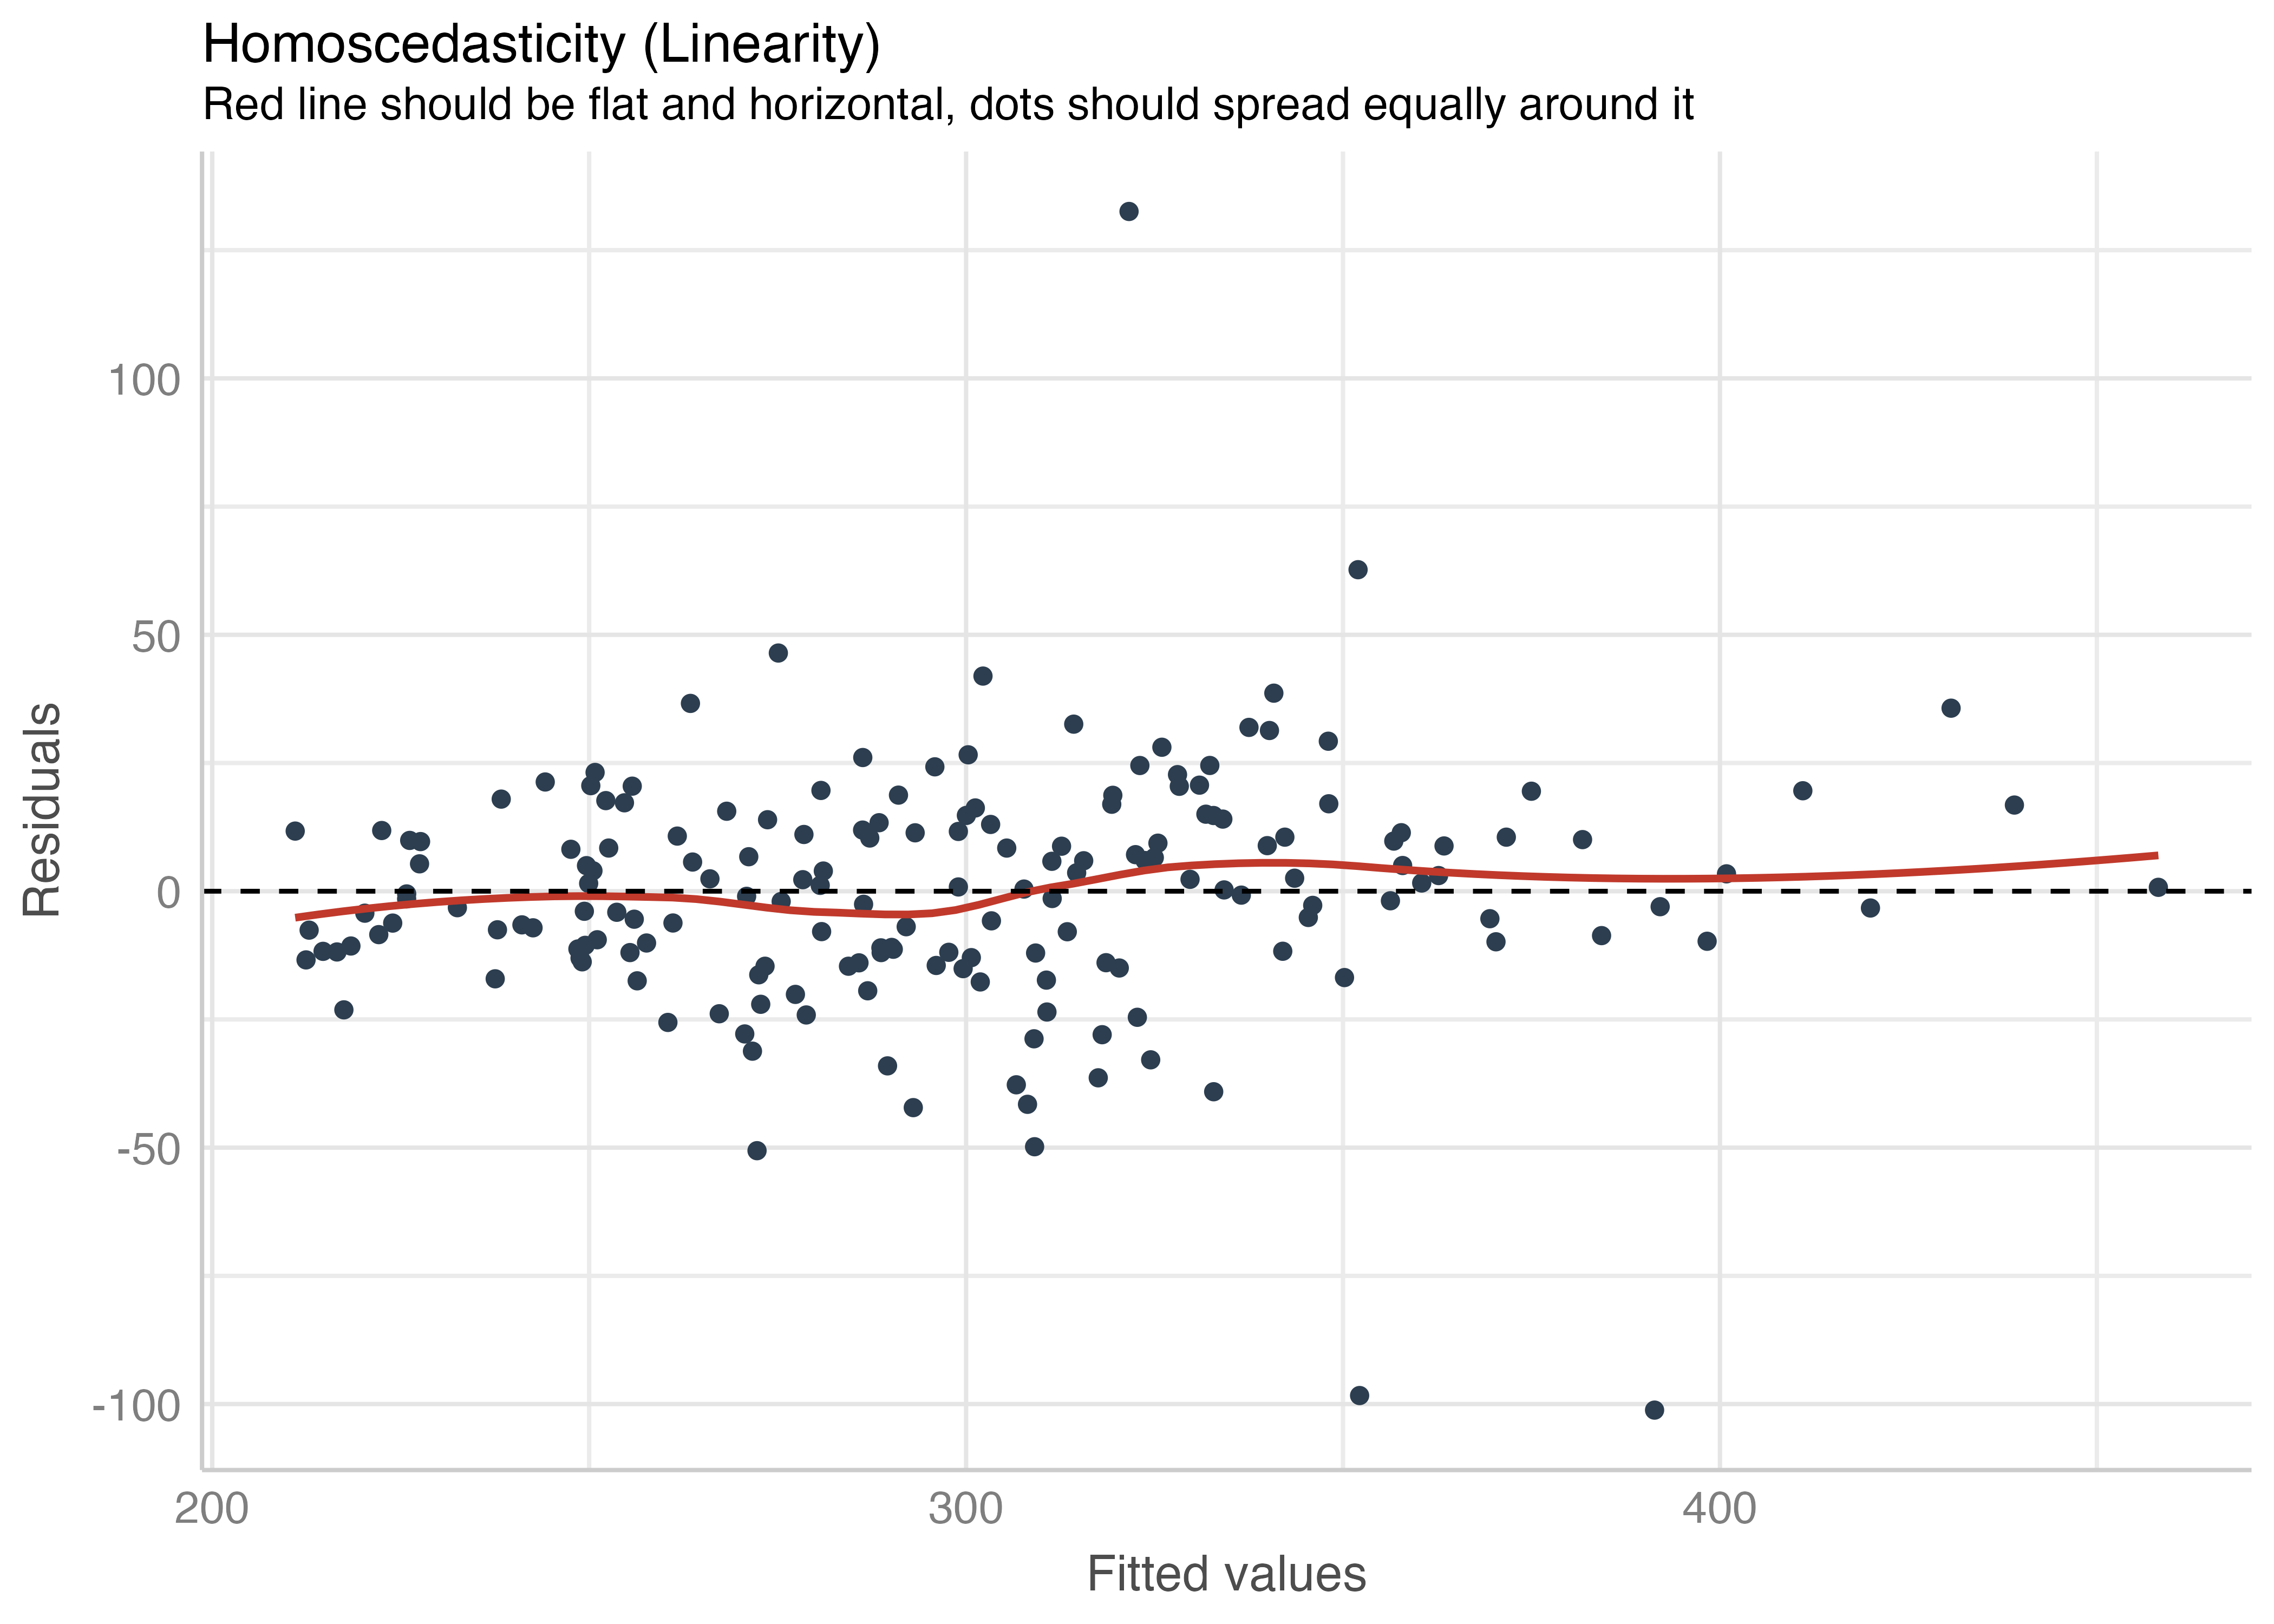 Homoscedasticity (Linearity)
Red line should be flat and horizontal, dots should spread equally around it
Residuals
100
50
0
-50
-100
200
300
400
Fitted values